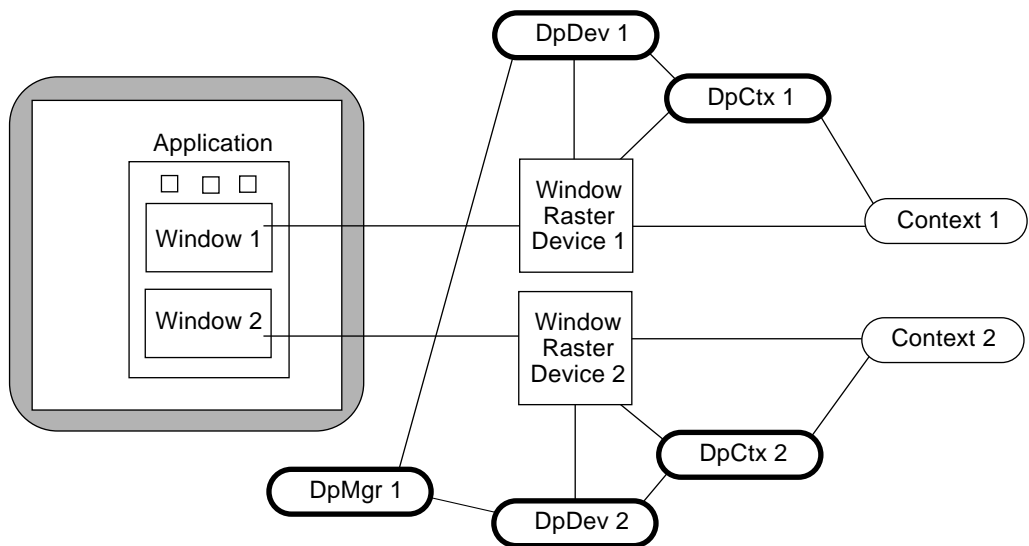 DpDev 1
DpCtx 1
Application
Window 1
Window 2
Window
Raster
Device 1
Context 1
Window
Raster
Device 2
Context 2
DpCtx 2
DpMgr 1
DpDev 2